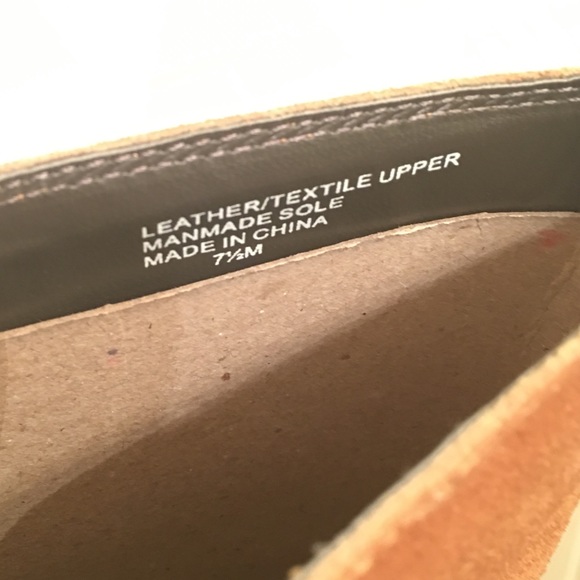 LEATHER/TEXTILE UPPER
MANMADE SOLE
MADE IN CHINA
7½M